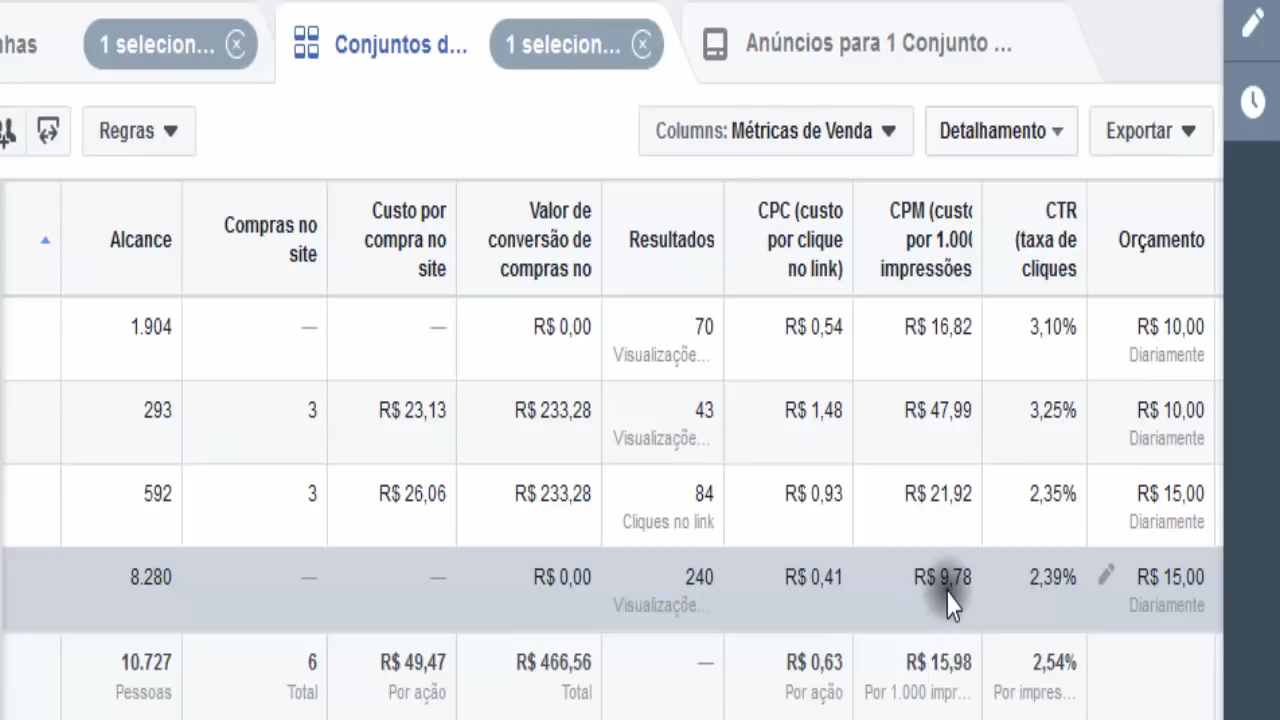 nhas 1 selecion... Conjuntos d... 1 selecion... Anúncios para 1 Conjunto ...
Regras Columns: Métricas de Venda Detalhamento Exportar
Alcance
Compras no
site
Custo por
compra no
site
Valor de
conversão de
compras no
Resultados
CPC (custo
por clique
no link)
CPM (custo
por 1.000
impressões
CTR
(taxa de
cliques
Orçamento
1.904 — — R$ 0,00 70 R$ 0,54 R$ 16,82 3,10% R$ 10,00
Visualizaçõe... Diariamente
293 3 R$ 23,13 R$ 233,28 43 R$ 1,48 R$ 47,99 3,25% R$ 10,00
Visualizaçõe... Diariamente
592 3 R$ 26,06 R$ 233,28 84 R$ 0,93 R$ 21,92 2,35% R$ 15,00
Cliques no link Diariamente
8.280 — — R$ 0,00 240 R$ 0,41 R$ 9,78 2,39% R$ 15,00
Visualizaçõe... Diariamente
10.727 6 R$ 49,47 R$ 466,56 — R$ 0,63 R$ 15,98 2,54%
Pessoas Total Por ação Total Por ação Por 1.000 impr... Por impres...